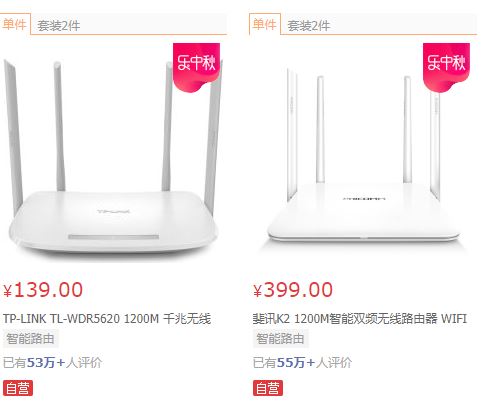 单件 套装2件
单件 套装2件
乐中秋
乐中秋
TP-LINK
PHICOMM
¥139.00
¥399.00
TP-LINK TL-WDR5620 1200M 千兆无线
斐讯K2 1200M智能双频无线路由器 WIFI
智能路由
智能路由
已有53万+人评价
已有55万+人评价
自营
自营